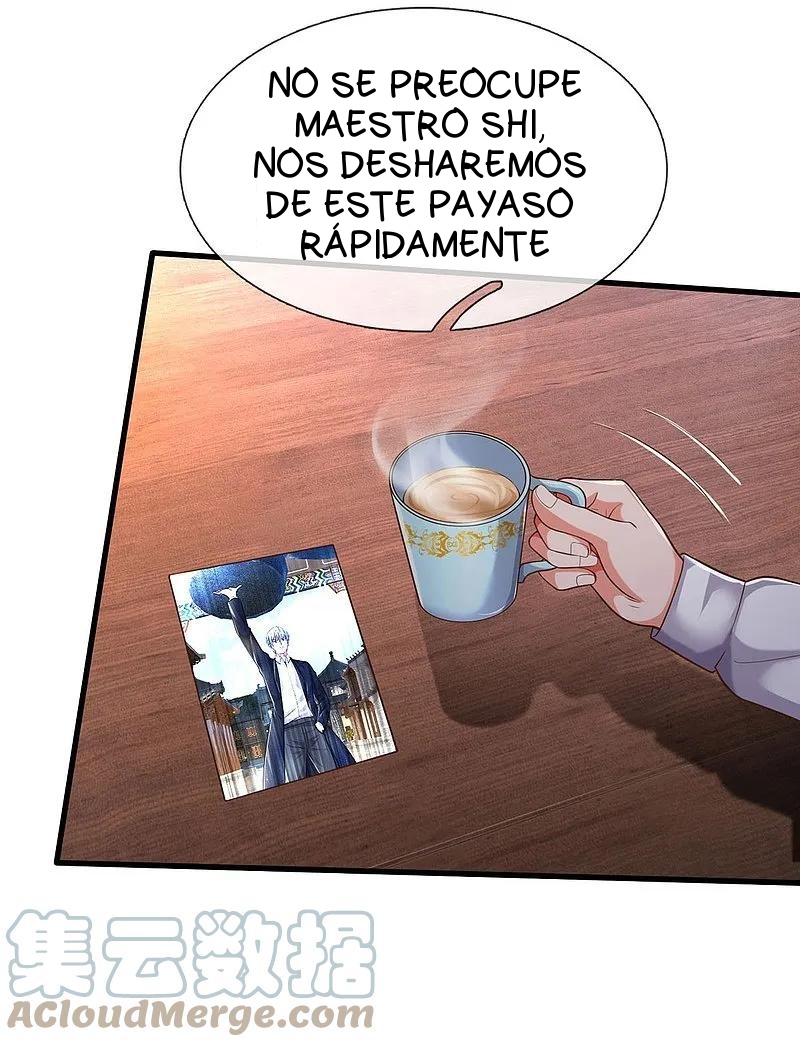 NO SE PREOCUPE
MAESTRO SHI,
NOS DESHAREMOS
DE ESTE PAYASO
RÁPIDAMENTE
集云数据
ACloudMerge.com